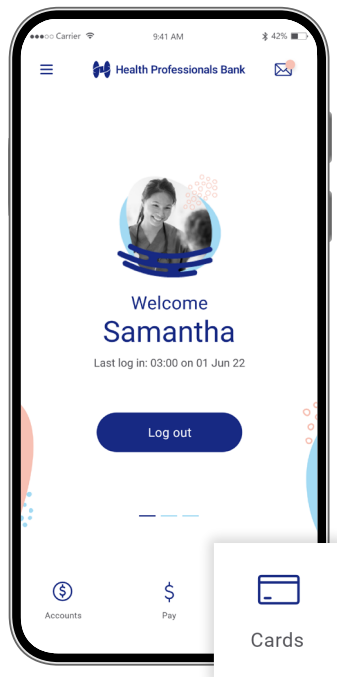 Carrier 9:41 AM 42%
Health Professionals Bank
Welcome
Samantha
Last log in: 03:00 on 01 Jun 22
Log out
$ $
Accounts Pay Cards